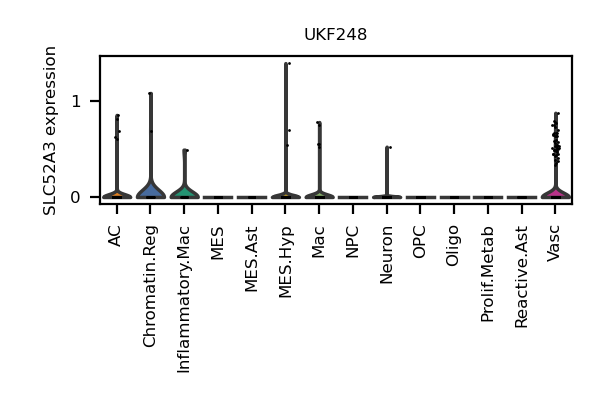 UKF248
SLC52A3 expression
1
0
AC
Chromatin.Reg
Inflammatory.Mac
MES
MES.Ast
MES.Hyp
Mac
NPC
Neuron
OPC
Oligo
Prolif.Metab
Reactive.Ast
Vasc